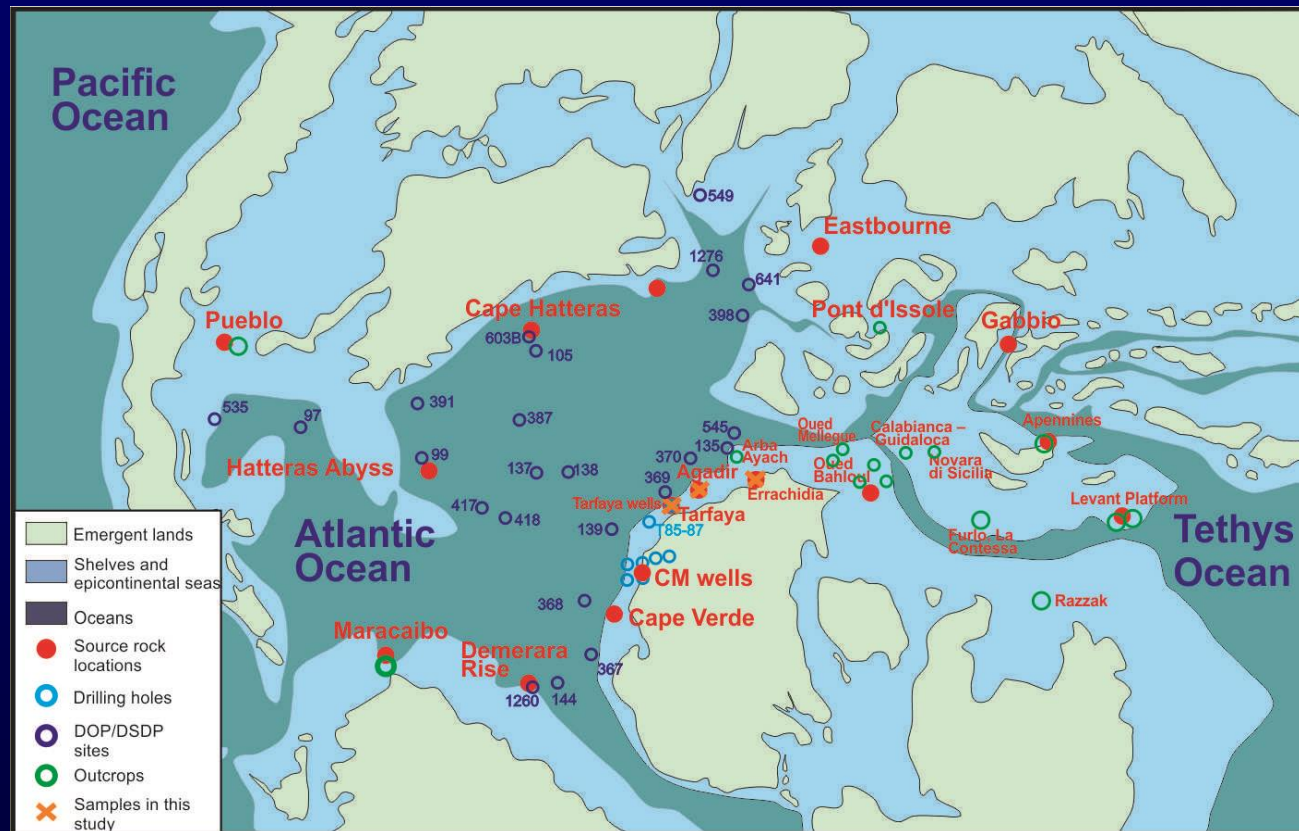 Pacific
Ocean
549
Eastbourne
1276
641
Cape Hatteras
398
Pont d'Issole
Gabbio
Pueblo
603B
105
391
387
535
97
545
Oued
Mellegue
Calabianca –
Guidaloca
Apennines
99
Hatteras Abyss
137
138
370
135
Arba
Ayach
Agadir
Oued
Bahloul
Novara
di Sicilia
369
Errachidia
Tarfaya wells
Tarfaya
Levant Platform
417
418
139
T85-87
Furlo-La
Contessa
Atlantic
Ocean
Tethys
Ocean
CM wells
368
Cape Verde
Razzak
Maracaibo
Demerara
Rise
367
1260
144
Emergent lands
Shelves and
epicontinental seas
Oceans
Source rock
locations
Drilling holes
DOP/DSDP
sites
Outcrops
Samples in this
study